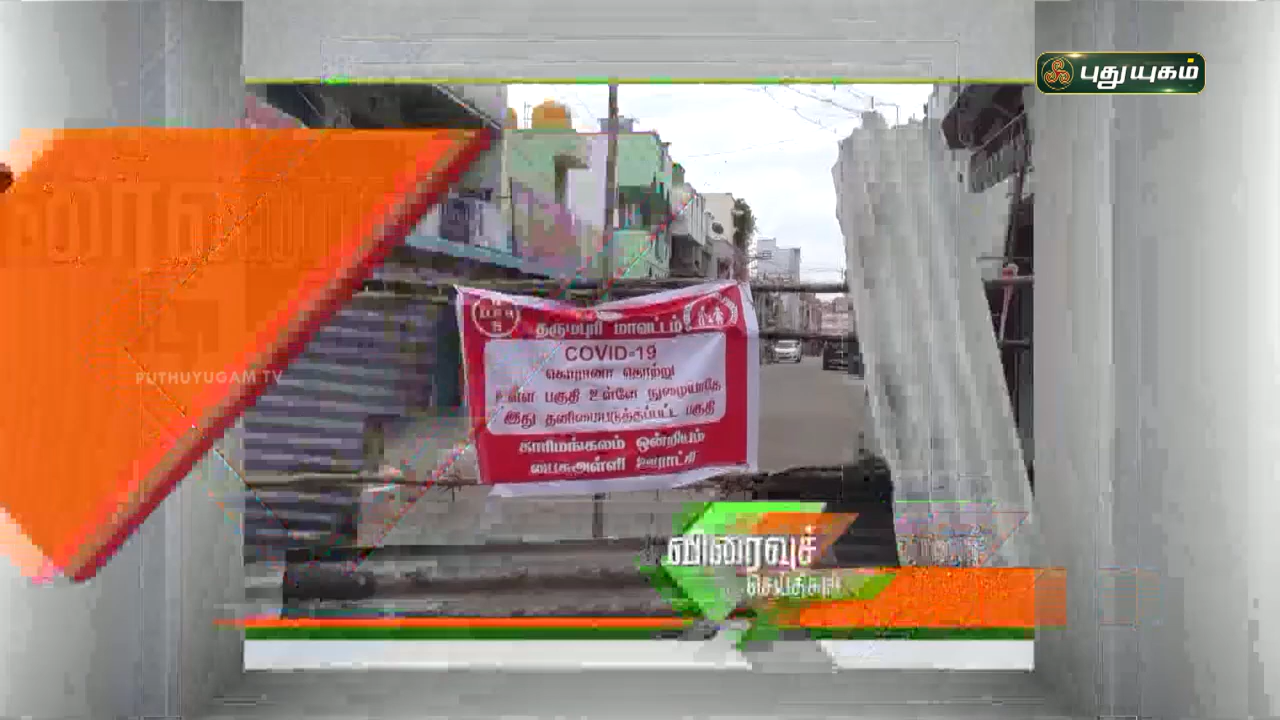 புதுயுகம்
PUTHUYUGAM TV
தருமபுரி மாவட்டம்
COVID-19
கொரானா தொற்று
உள்ள பகுதி உள்ளே நுழையாதே
இது தனிமைபடுத்தப்பட்ட பகுதி
காரிமங்கலம் ஒன்றியம்
பைசுஅள்ளி ஊராட்சி
விரைவுச்